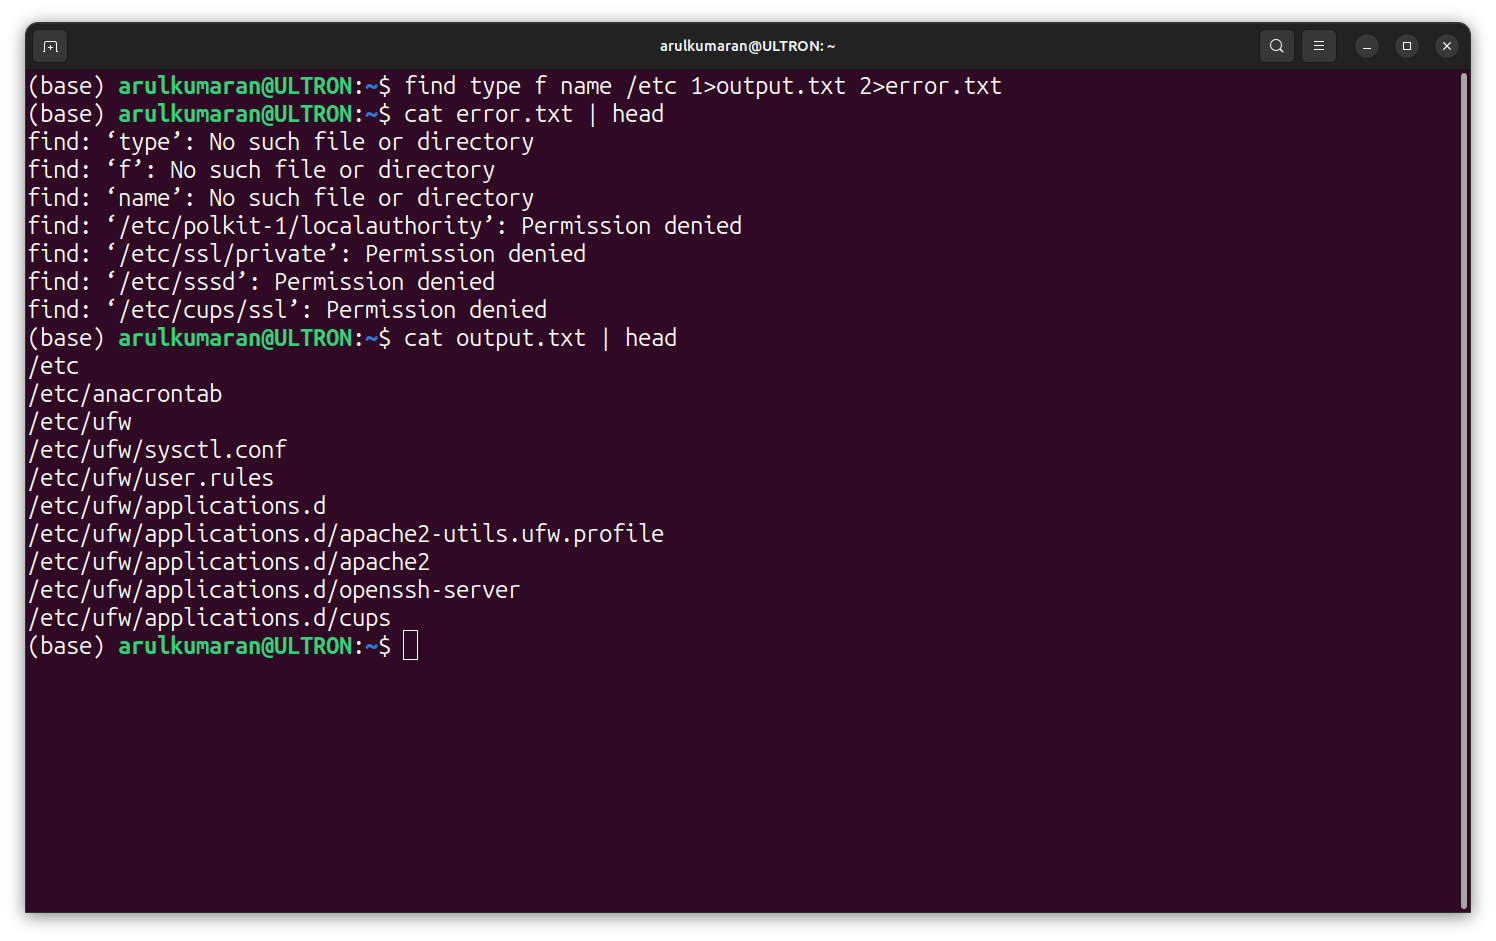 arulkumaran@ULTRON: ~
(base) arulkumaran@ULTRON:~$ find type f name /etc 1>output.txt 2>error.txt
(base) arulkumaran@ULTRON:~$ cat error.txt | head
find: ‘type’: No such file or directory
find: ‘f’: No such file or directory
find: ‘name’: No such file or directory
find: ‘/etc/polkit-1/localauthority’: Permission denied
find: ‘/etc/ssl/private’: Permission denied
find: ‘/etc/sssd’: Permission denied
find: ‘/etc/cups/ssl’: Permission denied
(base) arulkumaran@ULTRON:~$ cat output.txt | head
/etc
/etc/anacrontab
/etc/ufw
/etc/ufw/sysctl.conf
/etc/ufw/user.rules
/etc/ufw/applications.d
/etc/ufw/applications.d/apache2-utils.ufw.profile
/etc/ufw/applications.d/apache2
/etc/ufw/applications.d/openssh-server
/etc/ufw/applications.d/cups
(base) arulkumaran@ULTRON:~$